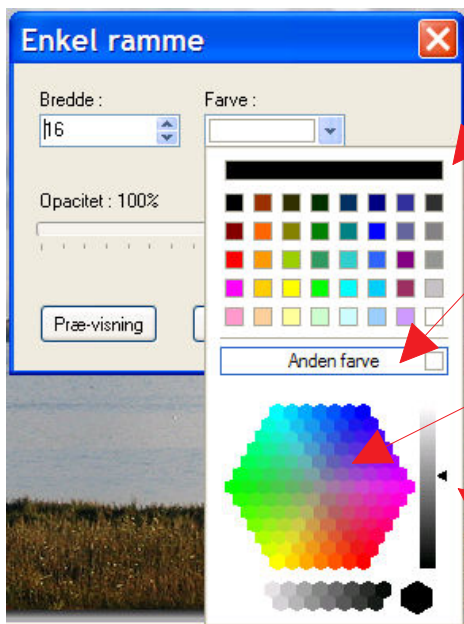 Enkel ramme
Bredde : Farve :
16
Opacitet : 100%
Præ-visning
Anden farve